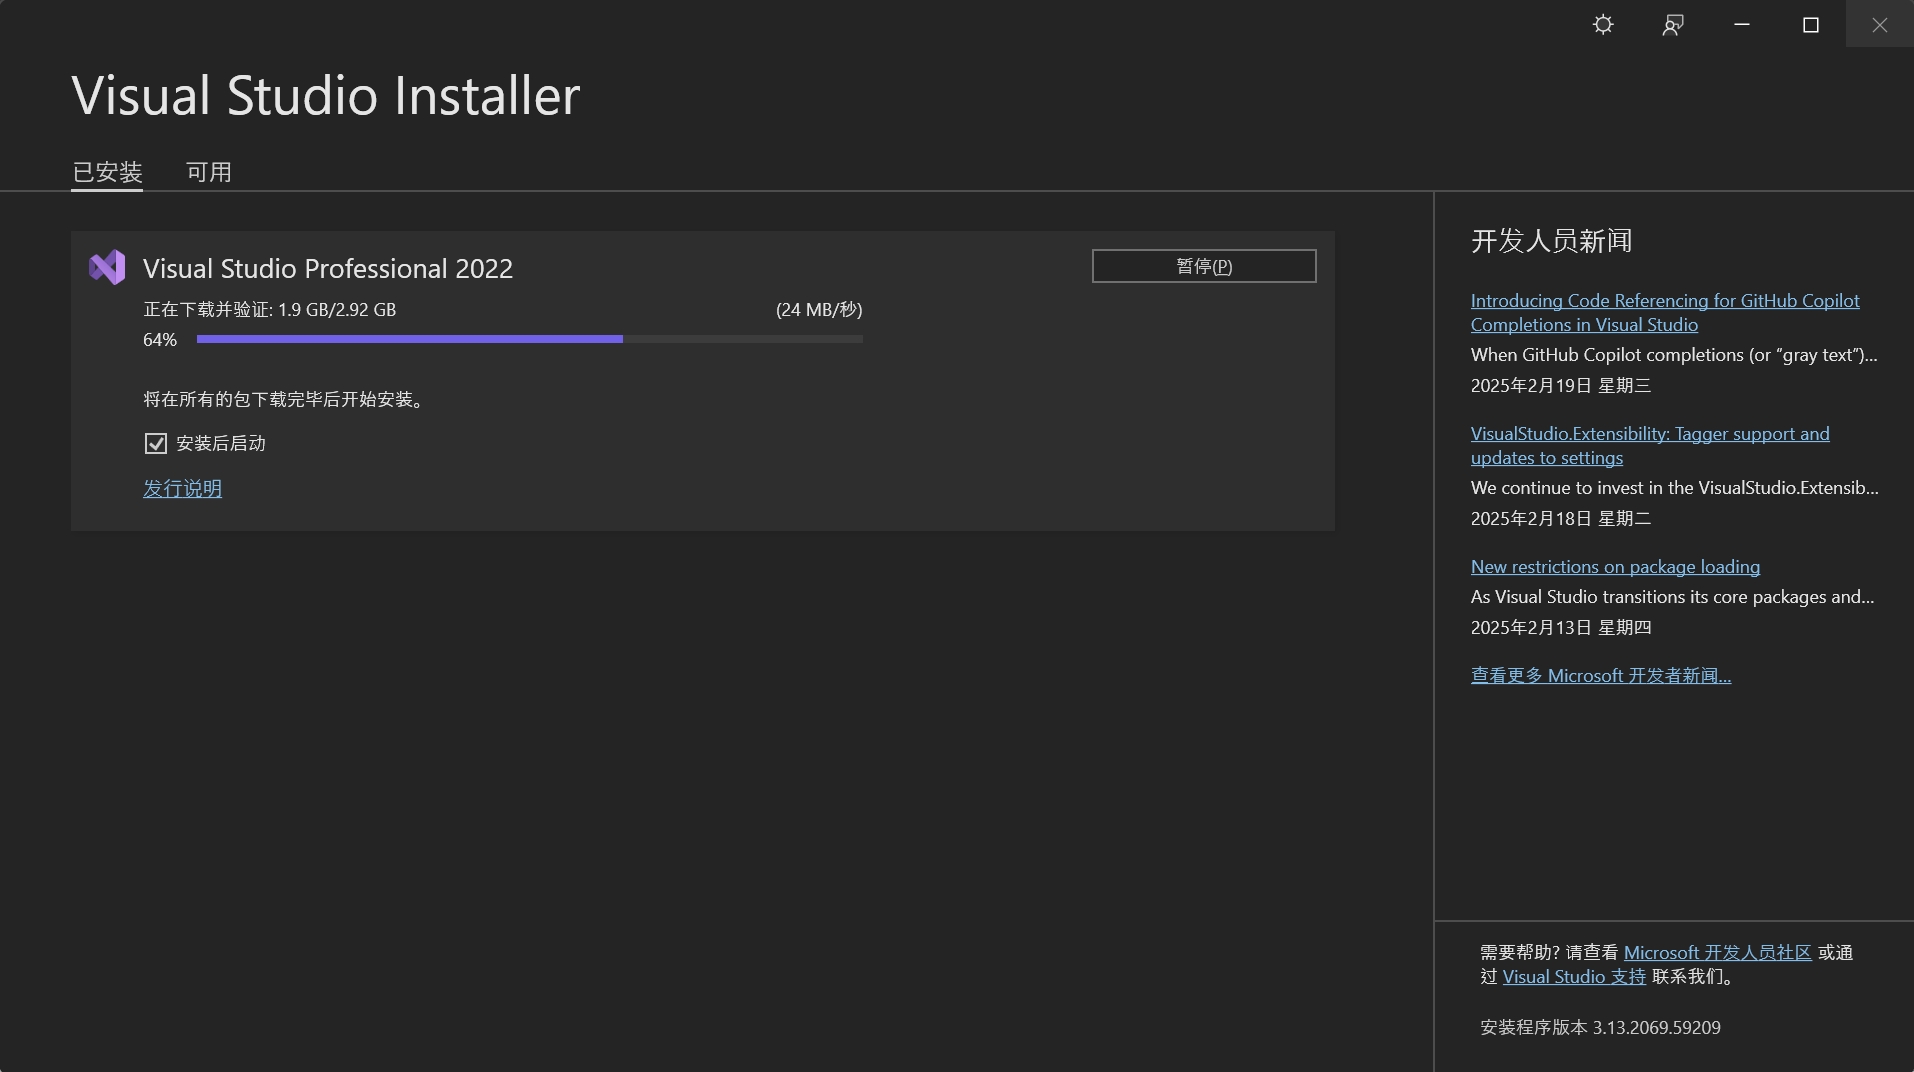 Visual Studio Installer
已安装 可用
Visual Studio Professional 2022
暂停(P)
正在下载并验证: 1.9 GB/2.92 GB (24 MB/秒)
64%
将在所有的包下载完毕后开始安装。
安装后启动
发行说明
开发人员新闻
Introducing Code Referencing for GitHub Copilot
Completions in Visual Studio
When GitHub Copilot completions (or “gray text”)...
2025年2月19日 星期三
VisualStudio.Extensibility: Tagger support and
updates to settings
We continue to invest in the VisualStudio.Extensib...
2025年2月18日 星期二
New restrictions on package loading
As Visual Studio transitions its core packages and...
2025年2月13日 星期四
查看更多 Microsoft 开发者新闻...
需要帮助? 请查看 Microsoft 开发人员社区 或通
过 Visual Studio 支持 联系我们。
安装程序版本 3.13.2069.59209